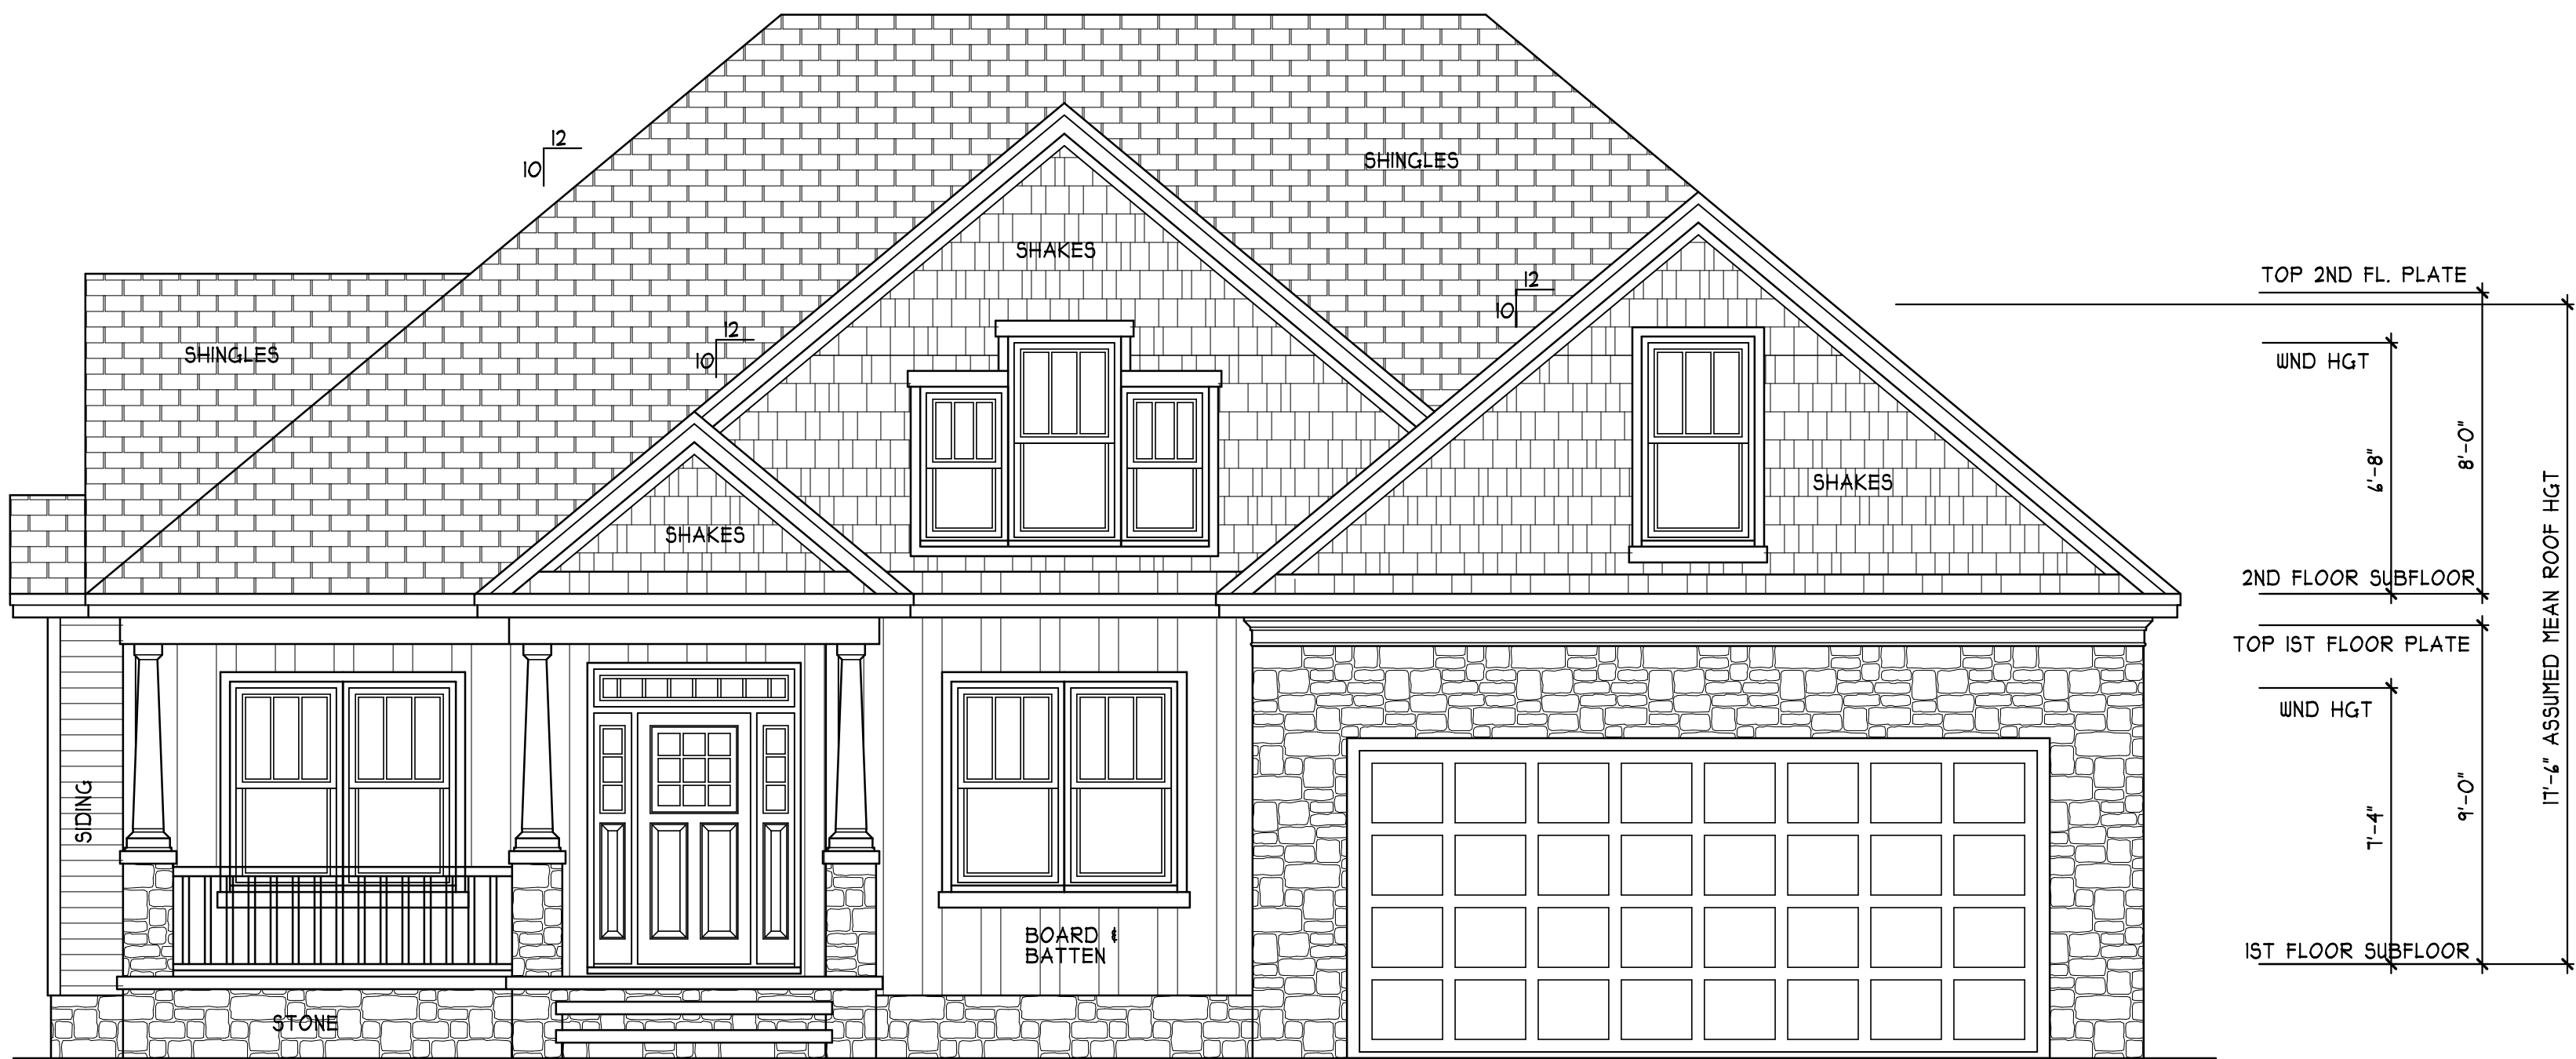 12
10
SHINGLES
SHAKES
TOP 2ND FL. PLATE
12
10
12
10
SHINGLES
WND HGT
6'-8"
8'-0"
SHAKES
SHAKES
2ND FLOOR SUBFLOOR
TOP 1ST FLOOR PLATE
WND HGT
17'-6" ASSUMED MEAN ROOF HGT
SIDING
7'-4"
9'-0"
BOARD &
BATTEN
1ST FLOOR SUBFLOOR
STONE